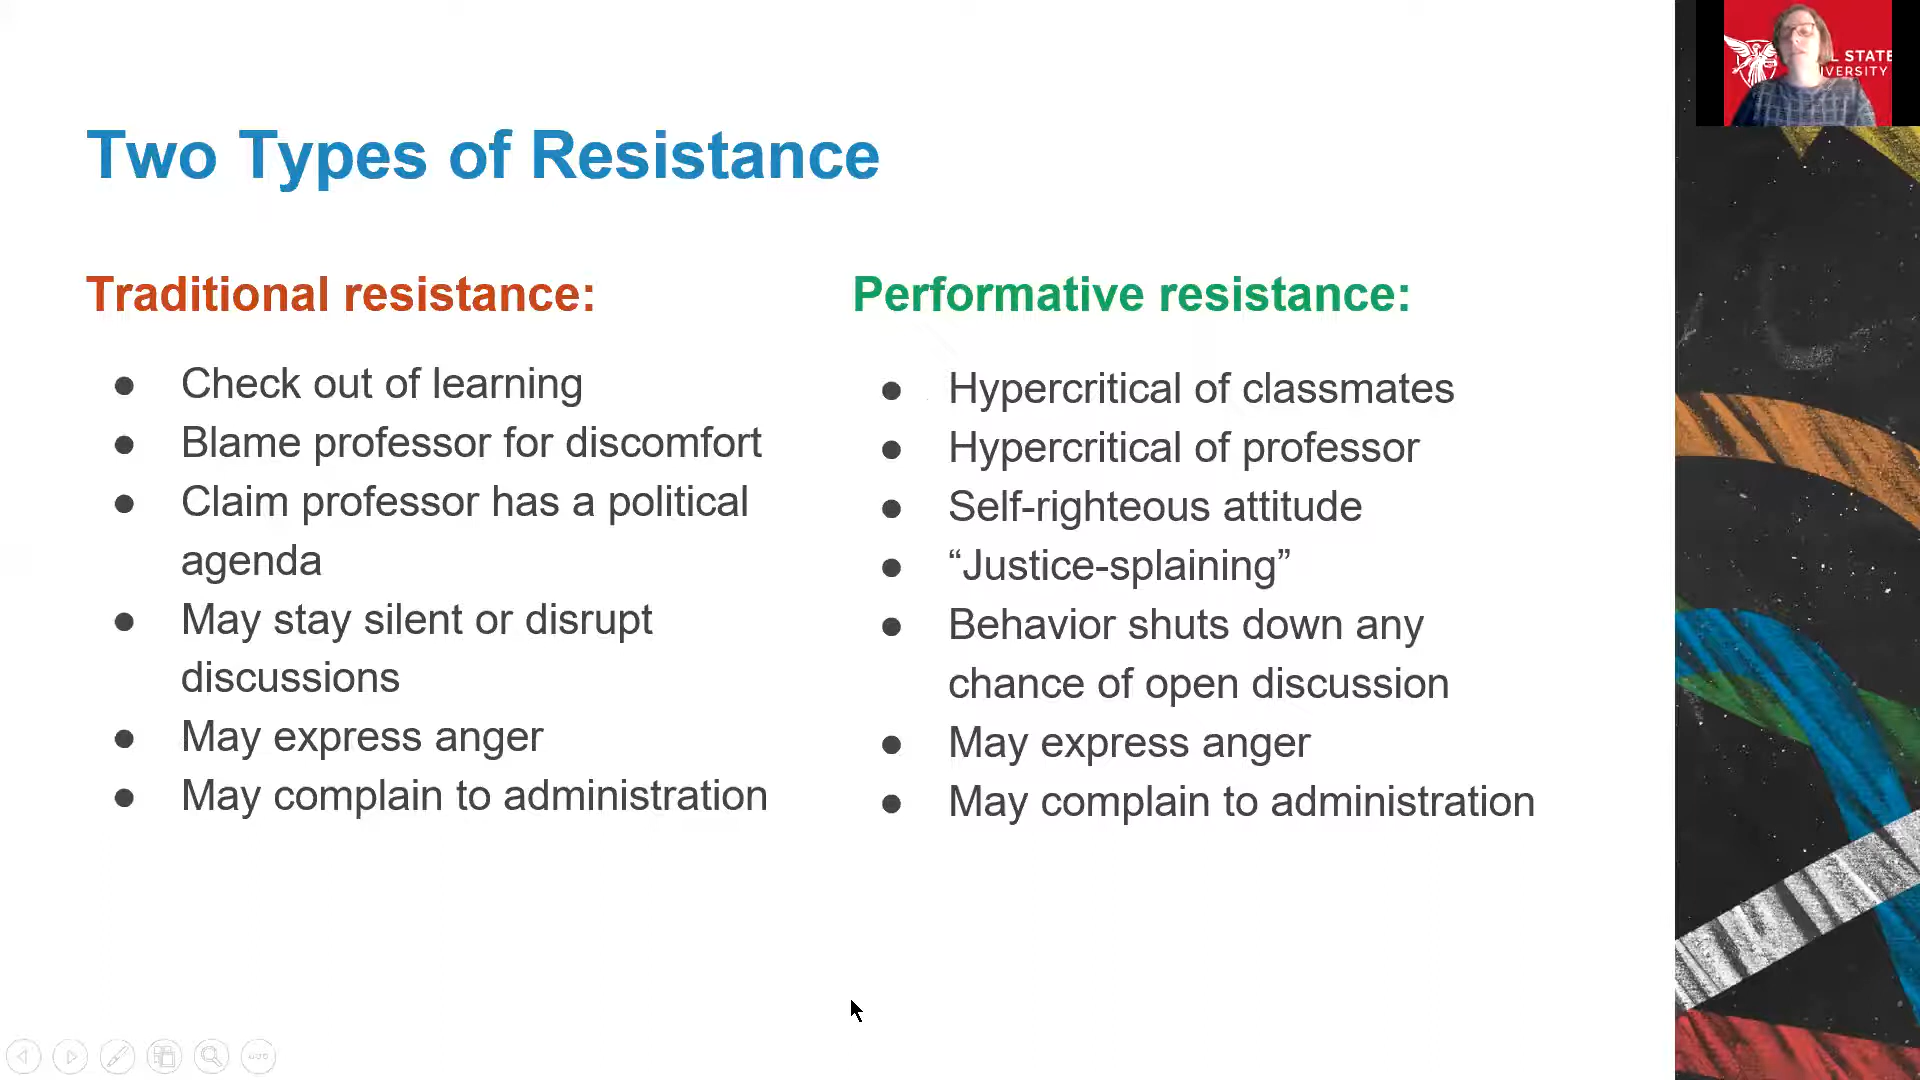 L STATE
IVERSITY
Two Types of Resistance
Traditional resistance:
● Check out of learning
● Blame professor for discomfort
● Claim professor has a political
agenda
● May stay silent or disrupt
discussions
● May express anger
● May complain to administration
Performative resistance:
● Hypercritical of classmates
● Hypercritical of professor
● Self-righteous attitude
● “Justice-splaining”
● Behavior shuts down any
chance of open discussion
● May express anger
● May complain to administration